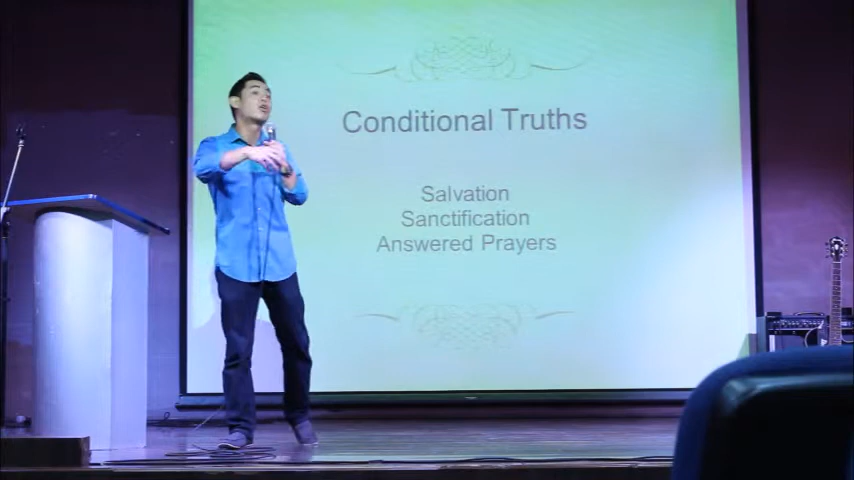 Conditional Truths
Salvation
Sanctification
Answered Prayers